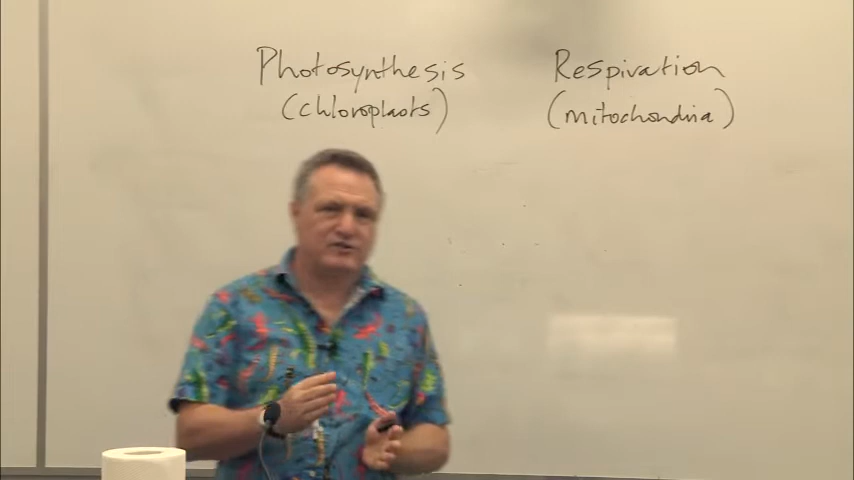 Photosynthesis
(chloroplasts)
Respiration
(mitochondria)